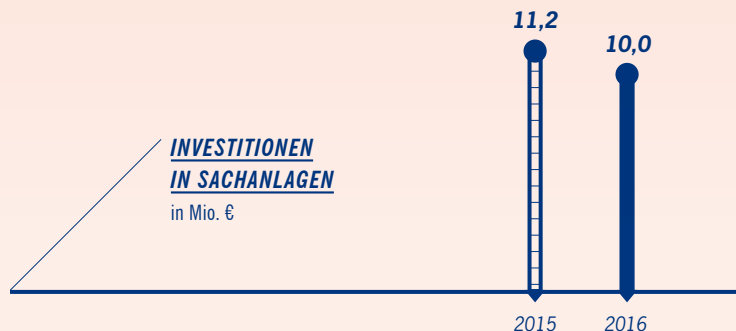 11,2
10,0
INVESTITIONEN
IN SACHANLAGEN
in Mio. €
2015
2016